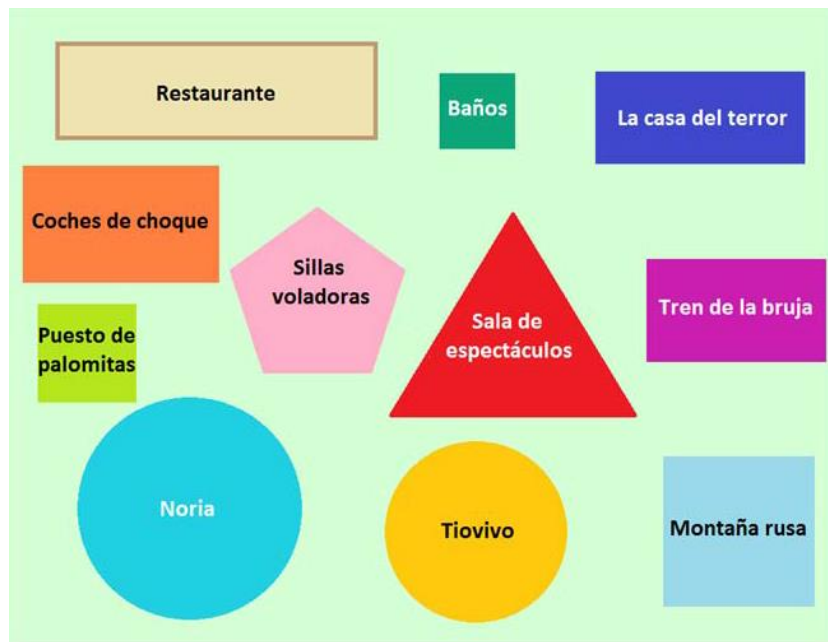 Restaurante
Baños
La casa del terror
Coches de choque
Sillas
voladoras
Sala de
espectáculos
Tren de la bruja
Puesto de
palomitas
Noria
Tiovivo
Montaña rusa